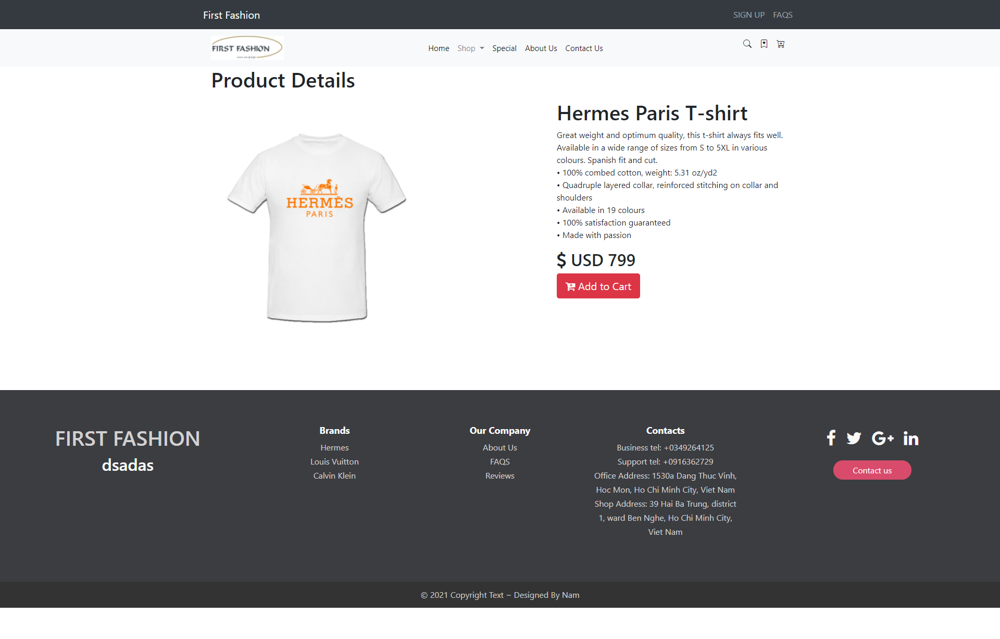 First Fashion
SIGN UP FAQS
FIRST FASHION
never out of style
Home Shop Special About Us Contact Us
Product Details
HERMÈS
PARIS
Hermes Paris T-shirt
Great weight and optimum quality, this t-shirt always fits well.
Available in a wide range of sizes from S to 5XL in various
colours. Spanish fit and cut.
• 100% combed cotton, weight: 5.31 oz/yd2
• Quadruple layered collar, reinforced stitching on collar and
shoulders
• Available in 19 colours
• 100% satisfaction guaranteed
• Made with passion
$ USD 799
Add to Cart
FIRST FASHION
dsadas
Brands
Hermes
Louis Vuitton
Calvin Klein
Our Company
About Us
FAQS
Reviews
Contacts
Business tel: +0349264125
Support tel: +0916362729
Office Address: 1530a Dang Thuc Vinh,
Hoc Mon, Ho Chi Minh City, Viet Nam
Shop Address: 39 Hai Ba Trung, district
1, ward Ben Nghe, Ho Chi Minh City,
Viet Nam
Contact us
© 2021 Copyright Text ~ Designed By Nam